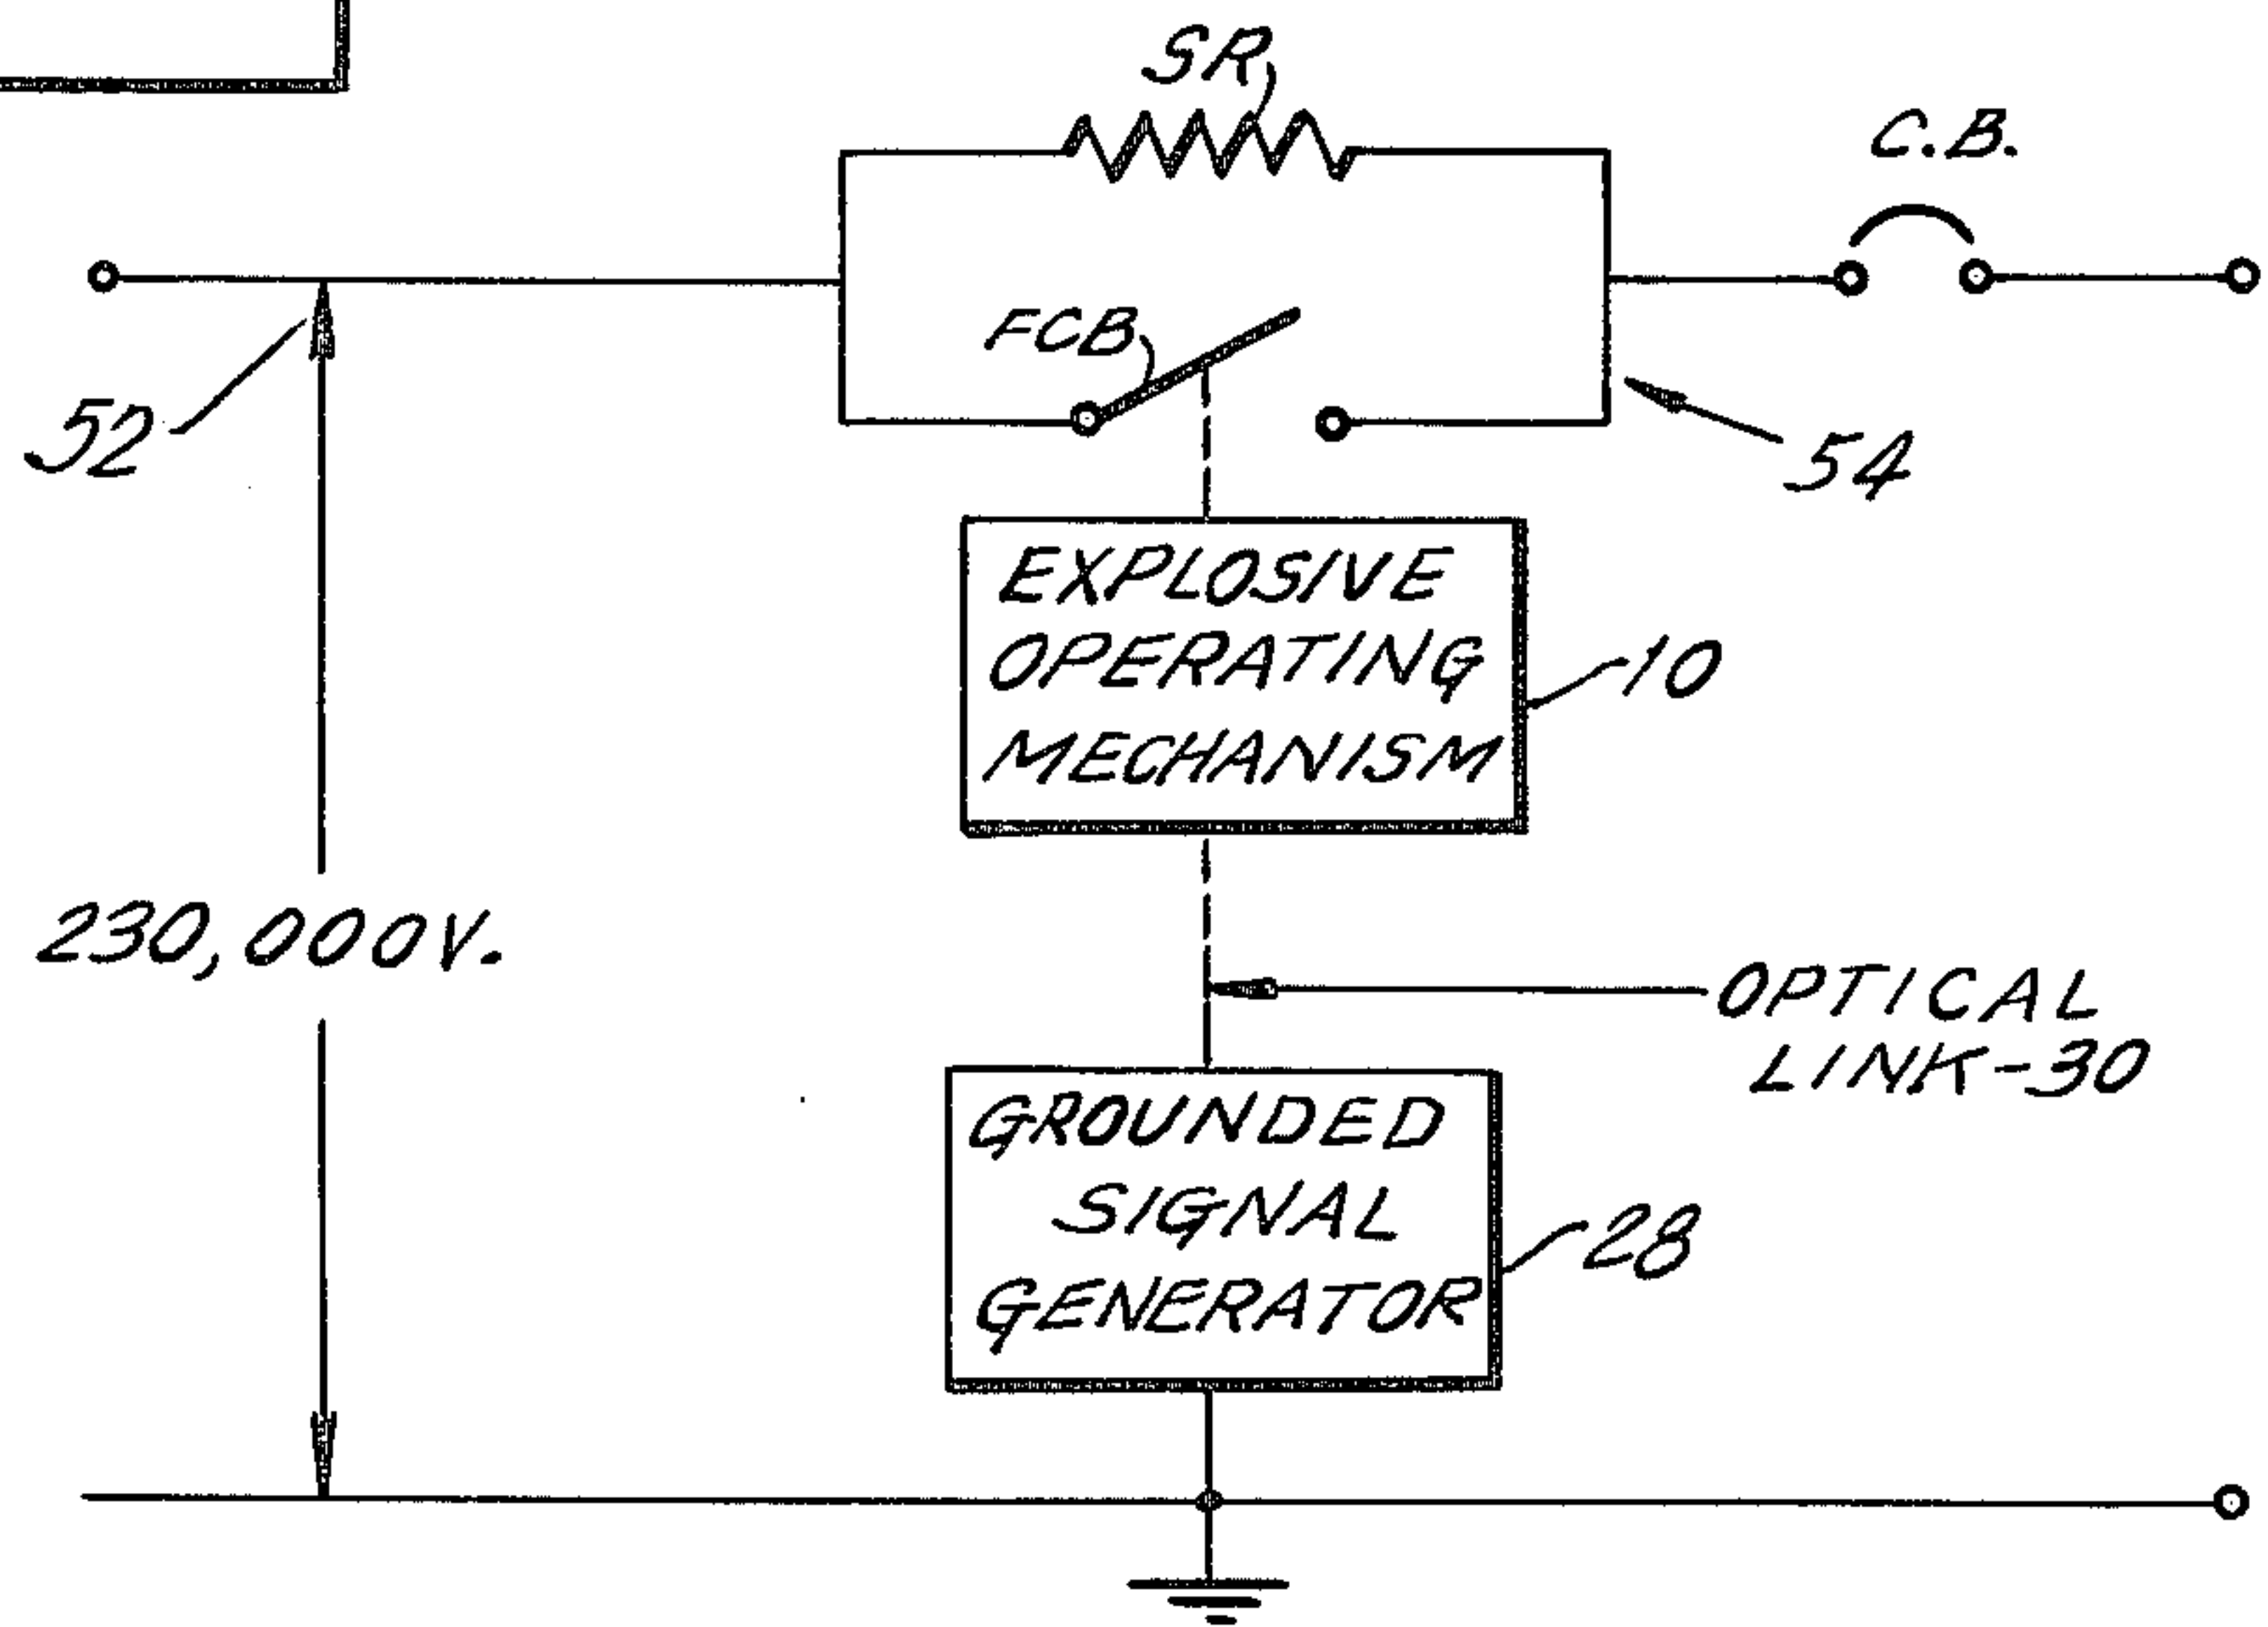 SR
C.B.
FCB
52
54
EXPLOSIVE
OPERATING
MECHANISM
10
230,000V.
OPTICAL
LINK-30
GROUNDED
SIGNAL
GENERATOR
28